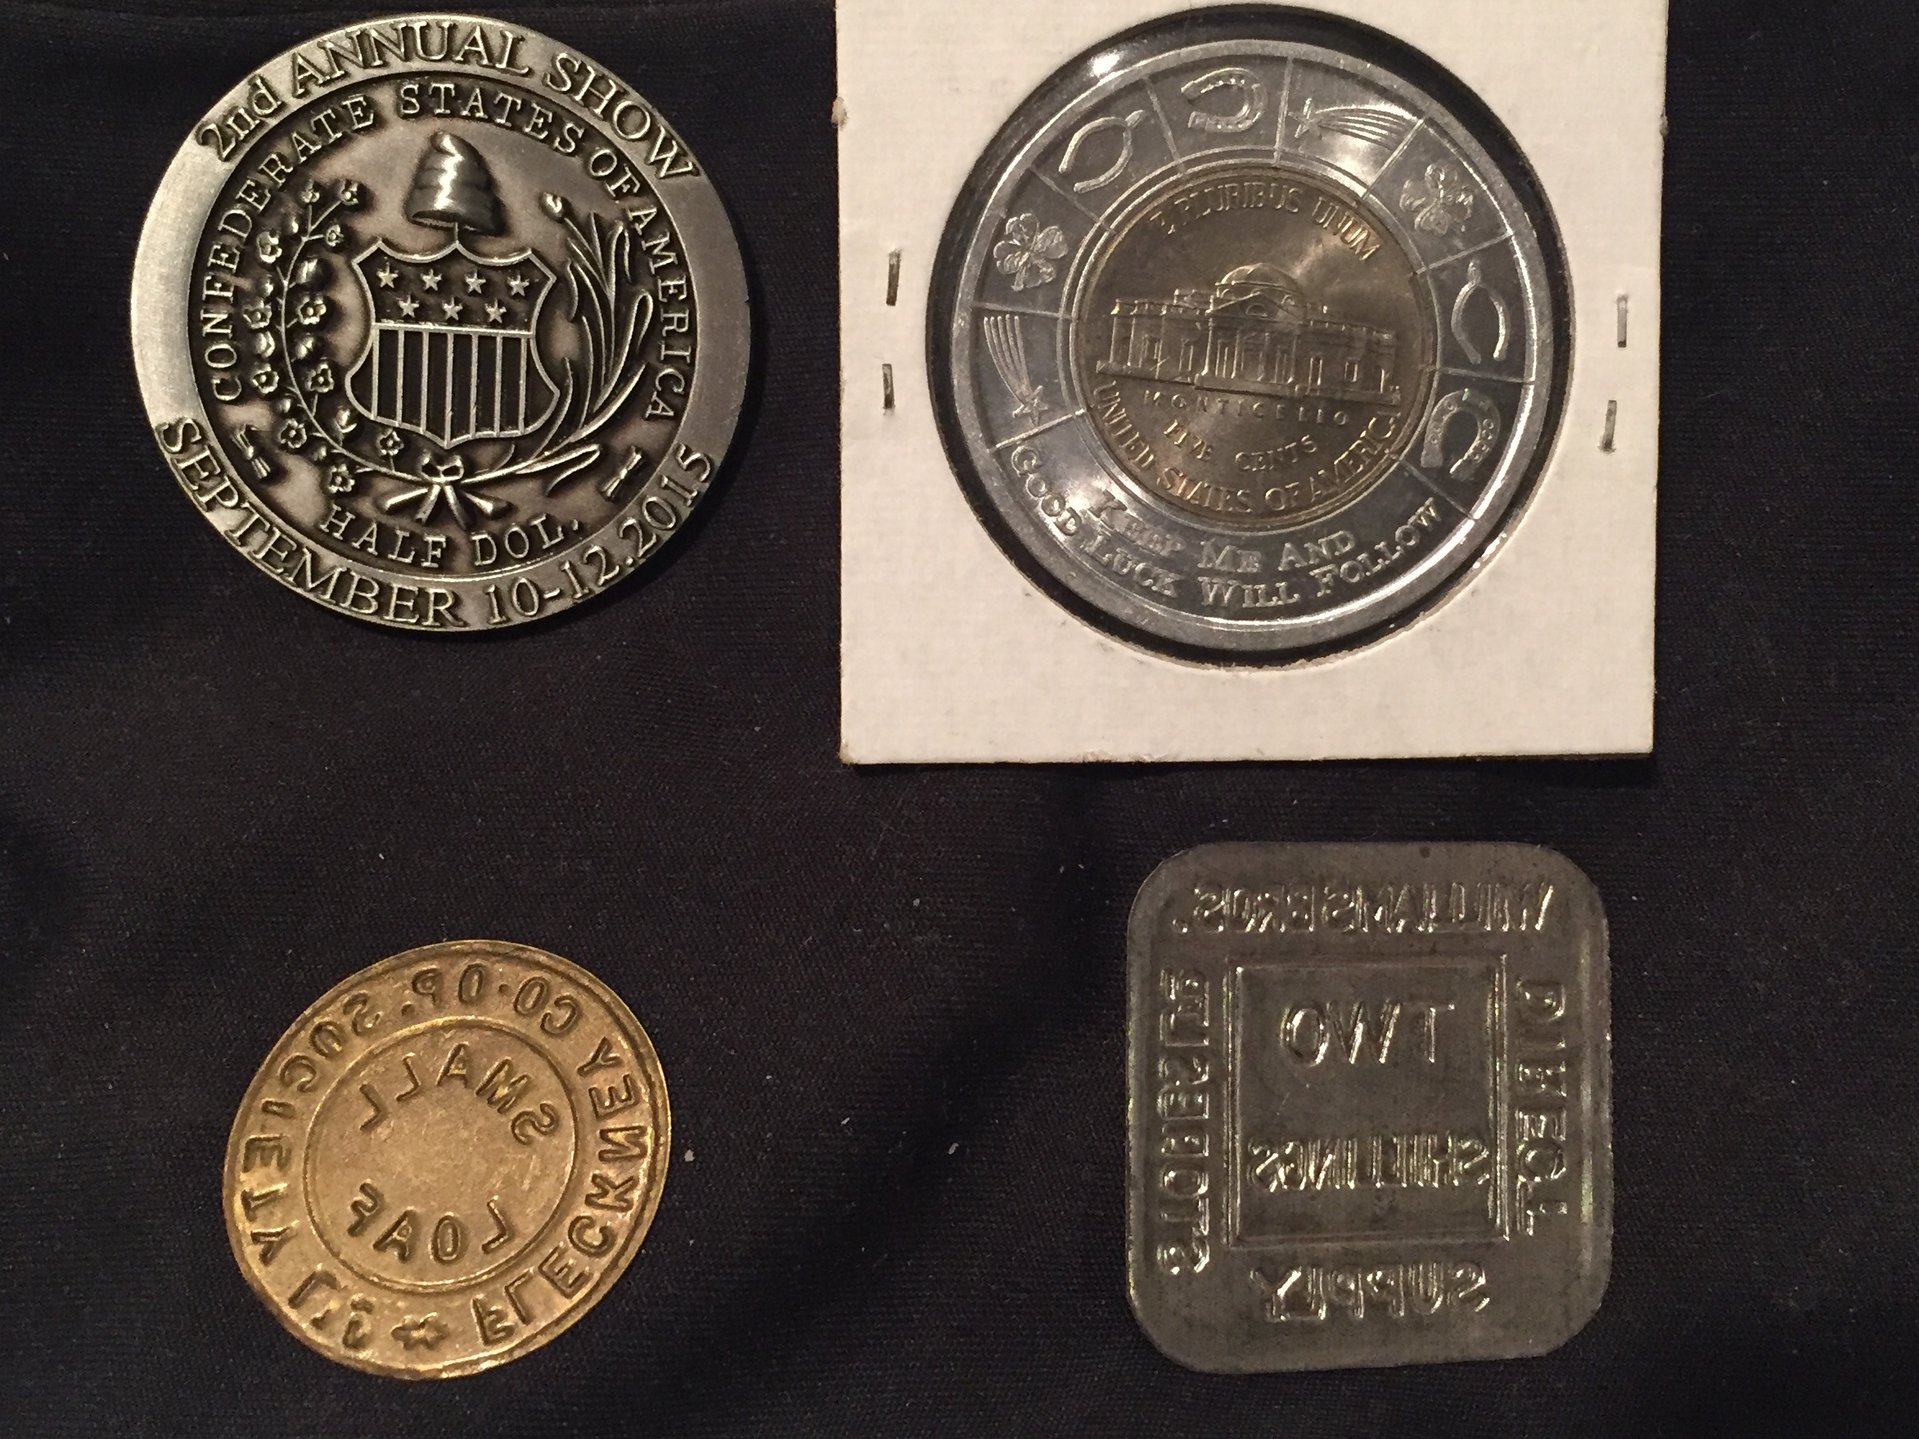 2nd ANNUAL SHOW
CONFEDERATE STATES OF AMERICA
HALF DOL.
SEPTEMBER 10-12.2015
E PLURIBUS UNUM
MONTICELLO
FIVE CENTS
UNITED STATES OF AMERICA
KEEP ME AND
GOOD LUCK WILL FOLLOW
FLECKNEY CO-OP. SOCIETY LTD.
SMALL
LOAF
WILLIAMS BROS.
DIRECT
SUPPLY
STORES LTD
TWO
SHILLINGS